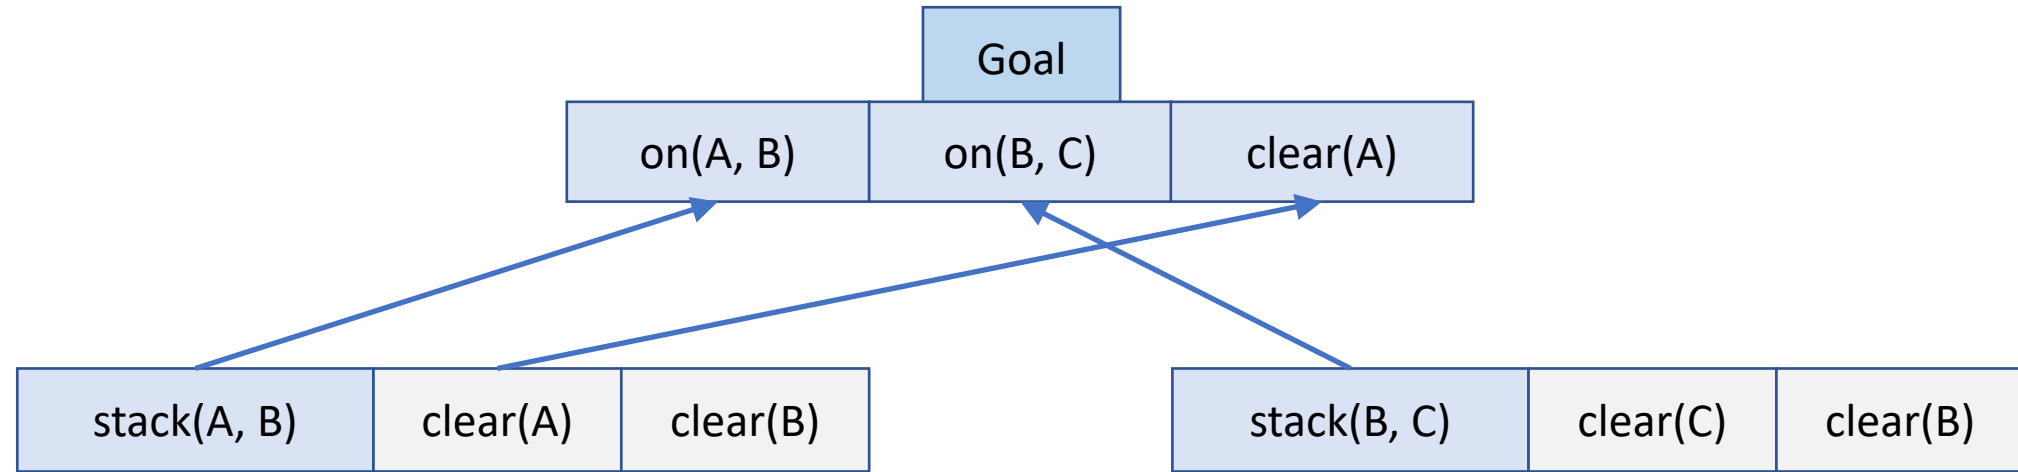 Goal
on(A, B) on(B, C) clear(A)
stack(A, B) clear(A) clear(B) stack(B, C) clear(C) clear(B)